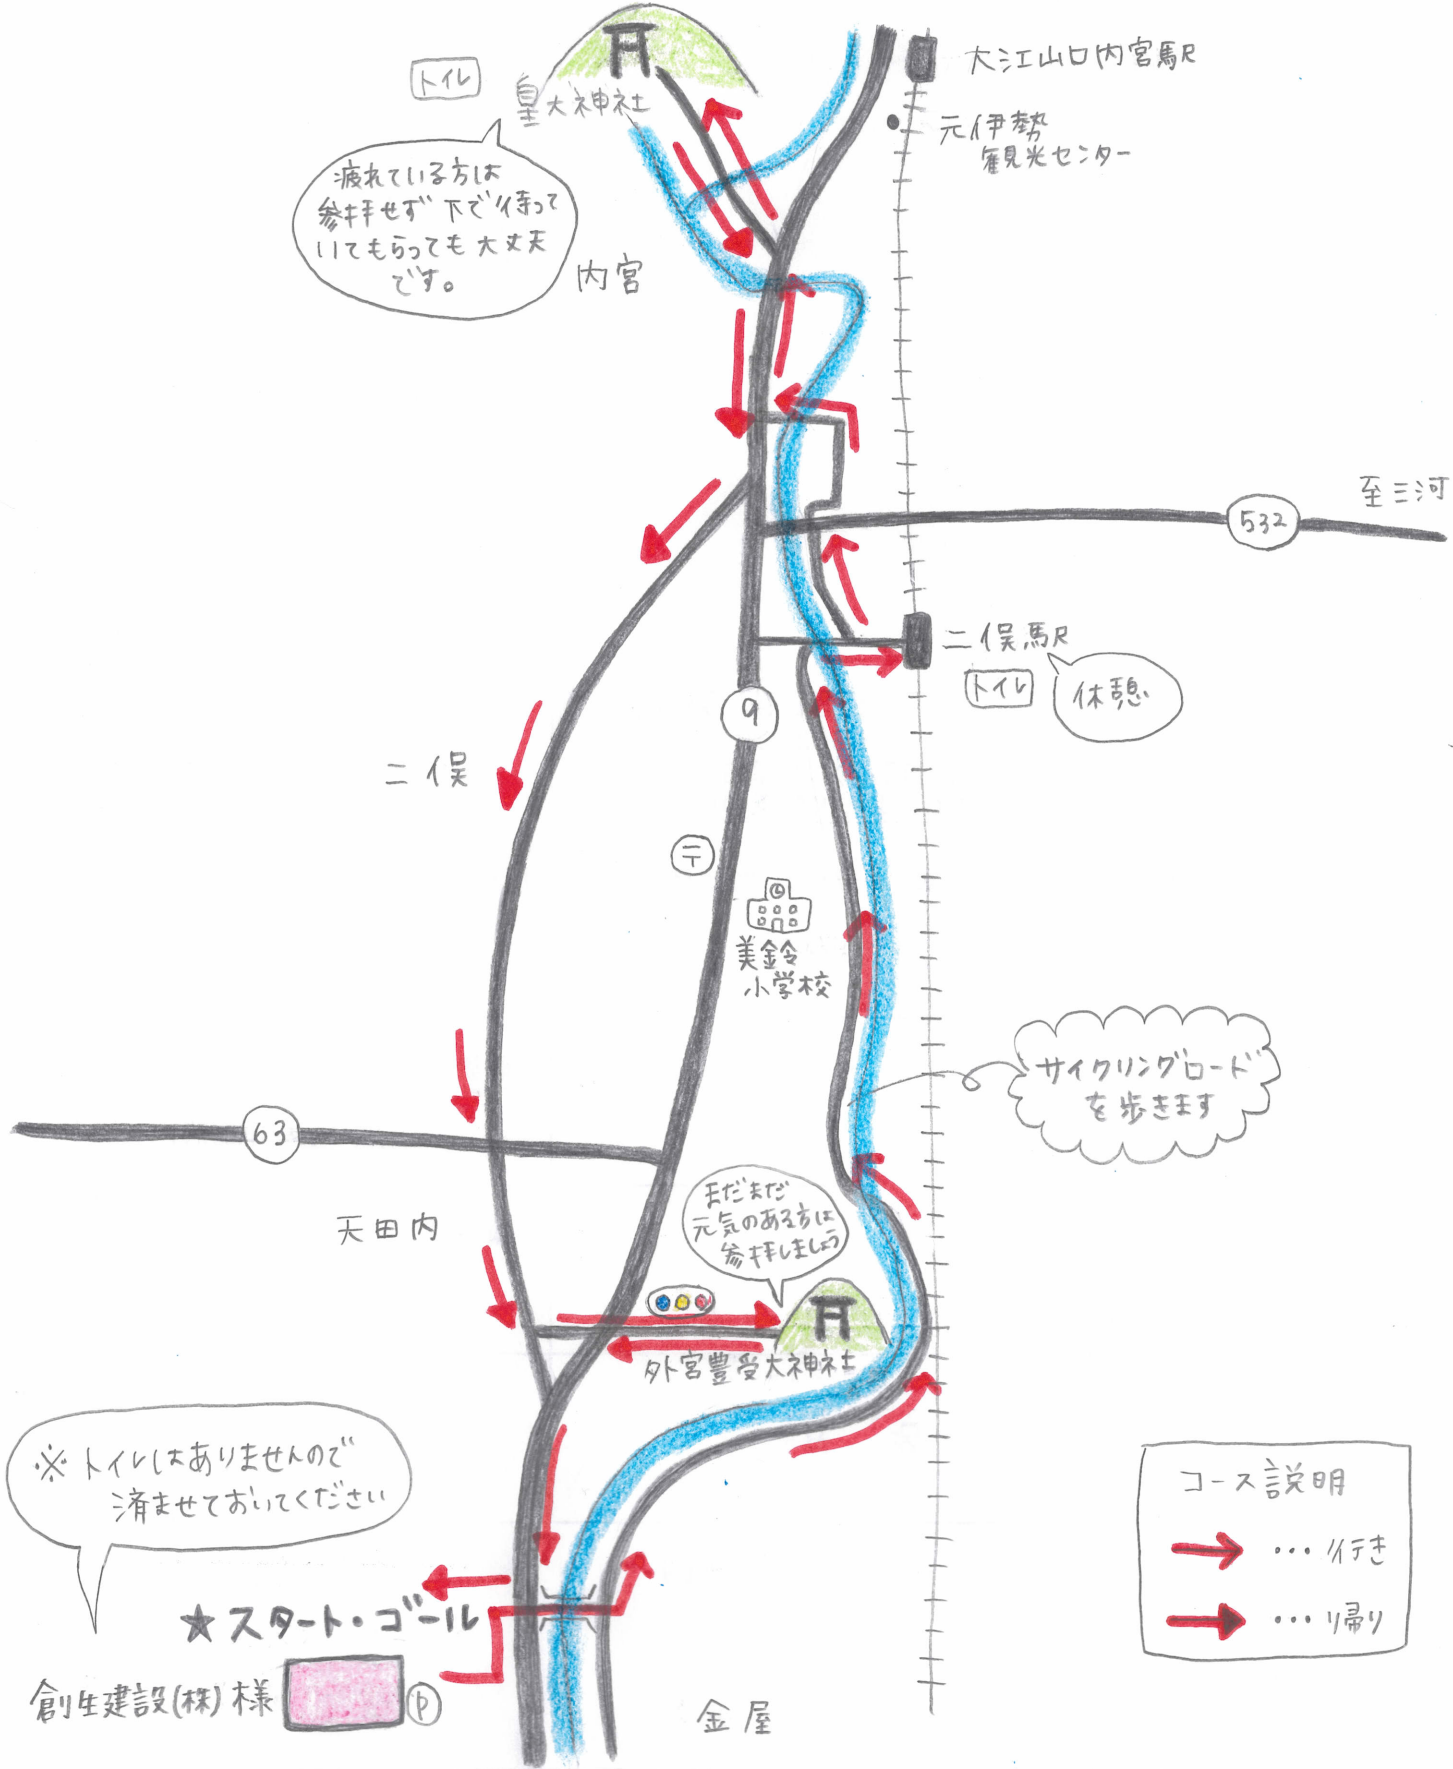 大江山口内宮駅
トイレ
皇大神社
元伊勢
観光センター
疲れている方は
参拝せず下で待って
いてもらっても大丈夫
です。
内宮
至三河
532
二俣駅
トイレ
休憩
9
二俣
〒
美鈴
小学校
サイクリングロード
を歩きます
63
まだまだ
元気のある方は
参拝しましょう
天田内
外宮豊受大神社
※トイレはありませんので
済ませておいてください
コース説明
…行き
…帰り
★スタート・ゴール
創生建設(株)様
P
金屋